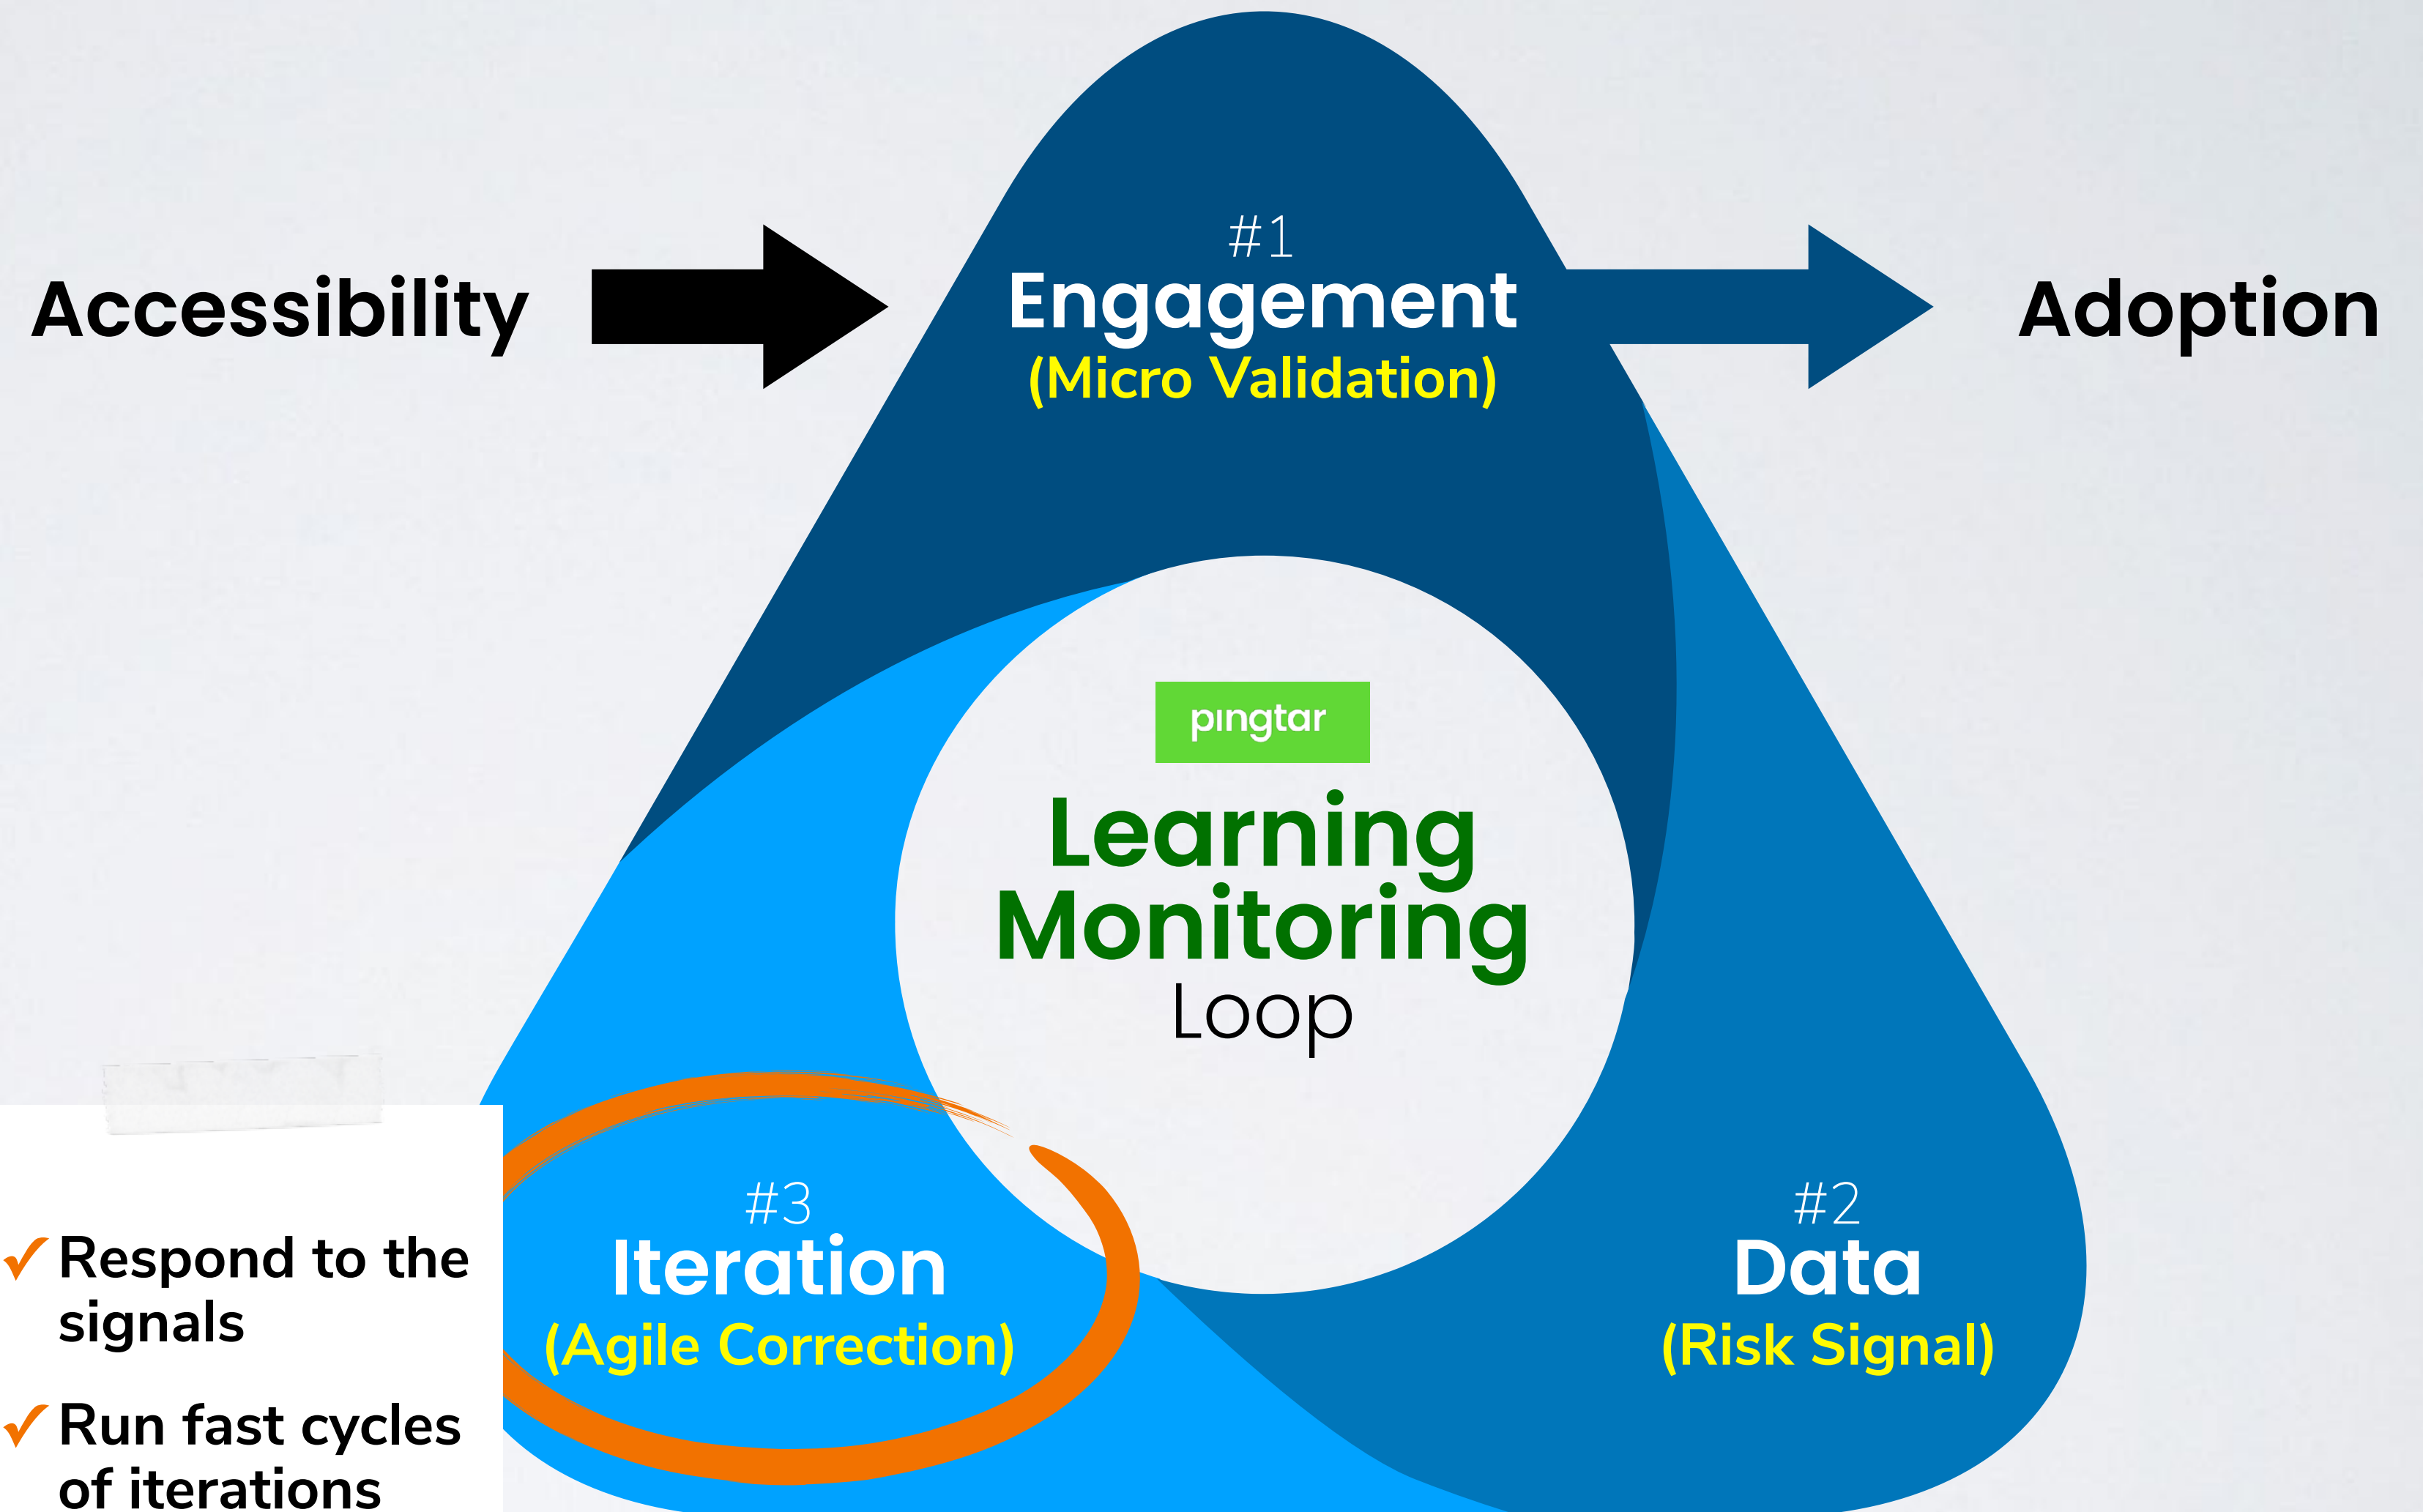 #1
Accessibility
Engagement
Adoption
(Micro Validation)
pingtar
Learning
Monitoring
Loop
#3
Iteration
(Agile Correction)
#2
Data
(Risk Signal)
Respond to the
signals
Run fast cycles
of iterations